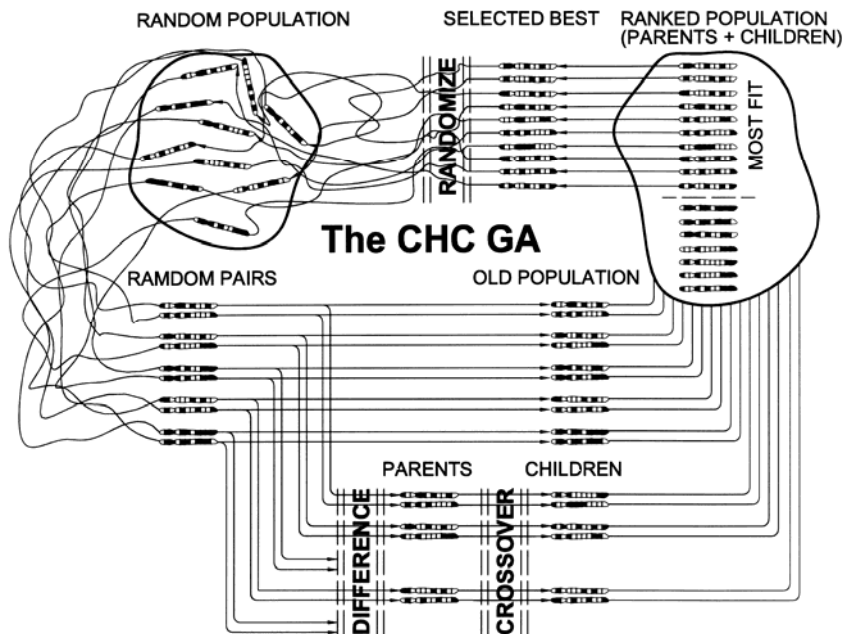 RANDOM POPULATION
SELECTED BEST
RANKED POPULATION
(PARENTS + CHILDREN)
RANDOMIZE
MOST FIT
The CHC GA
RAMDOM PAIRS
OLD POPULATION
PARENTS
CHILDREN
DIFFERENCE
CROSSOVER